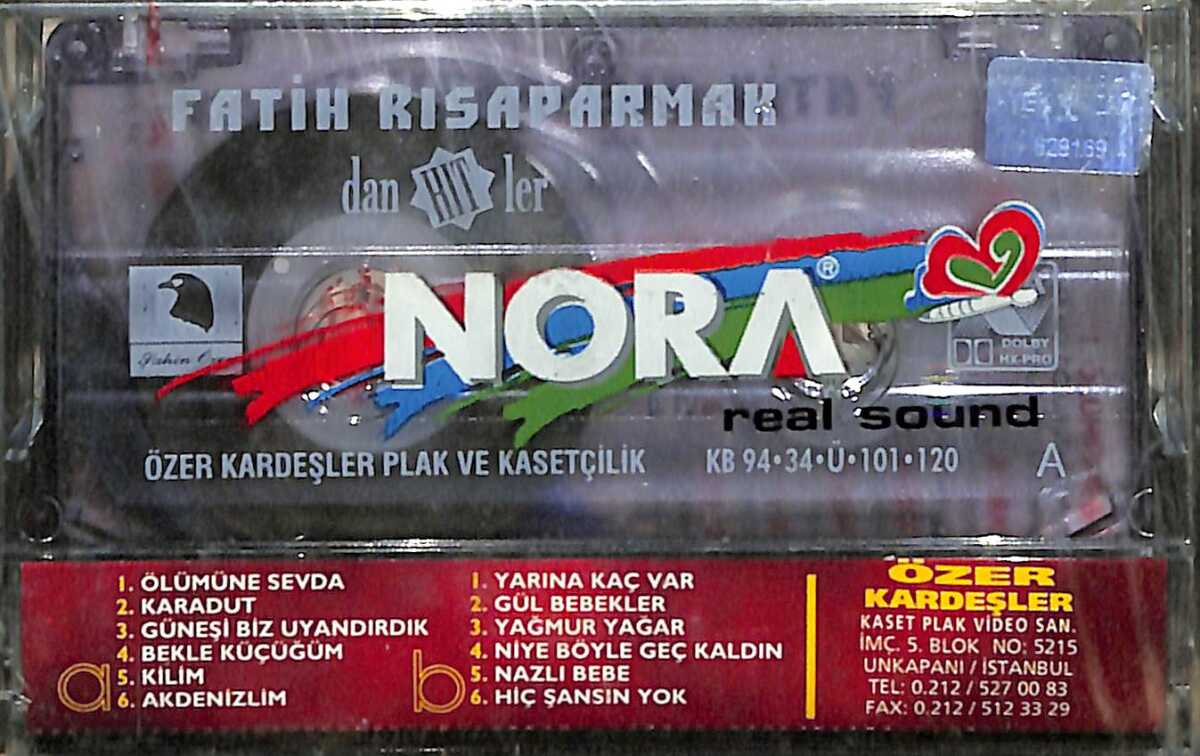 FATİH KISAPARMAK
dan HİT ler
NORA®
real sound
DOLBY
HX-PRO
ÖZER KARDEŞLER PLAK VE KASETÇİLİK
KB 94•34•Ü•101•120
A
a
1. ÖLÜMÜNE SEVDA
2. KARADUT
3. GÜNEŞİ BİZ UYANDIRDIK
4. BEKLE KÜÇÜĞÜM
5. KİLİM
6. AKDENİZLİM
b
1. YARINA KAÇ VAR
2. GÜL BEBEKLER
3. YAĞMUR YAĞAR
4. NİYE BÖYLE GEÇ KALDIN
5. NAZLI BEBE
6. HİÇ ŞANSIN YOK
ÖZER
KARDEŞLER
KASET PLAK VİDEO SAN.
İMÇ. 5. BLOK NO: 5215
UNKAPANI / İSTANBUL
TEL: 0.212 / 527 00 83
FAX: 0.212 / 512 33 29